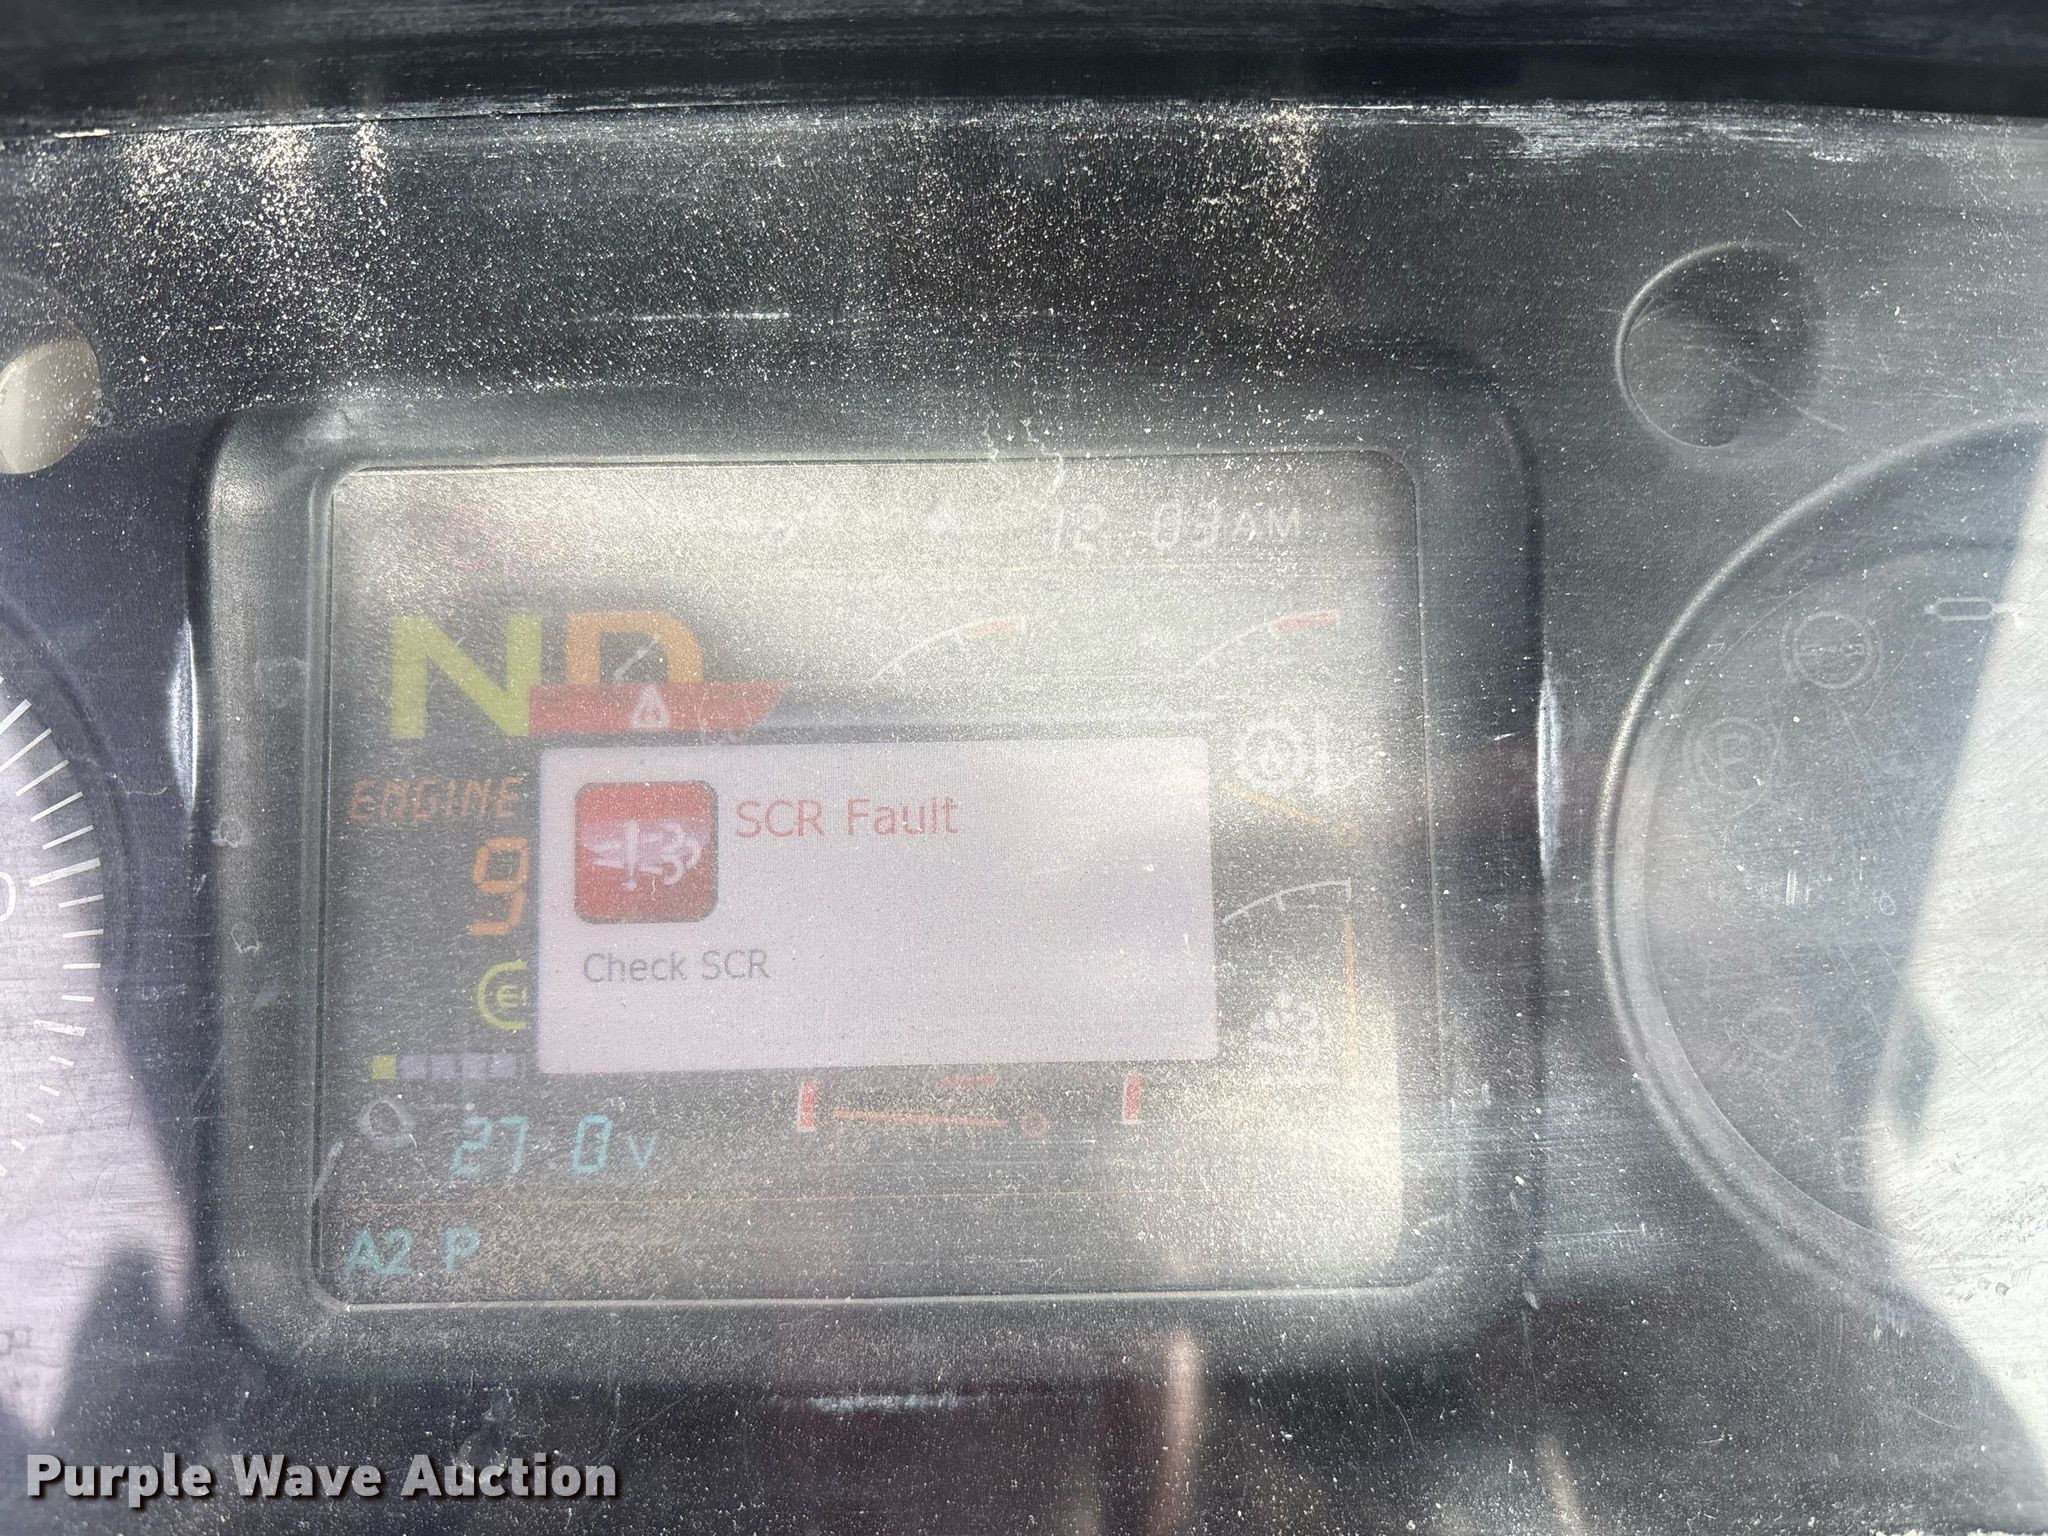 12:03AM
ND
ENGINE
9
SCR Fault
Check SCR
27.0V
A2 P
Purple Wave Auction